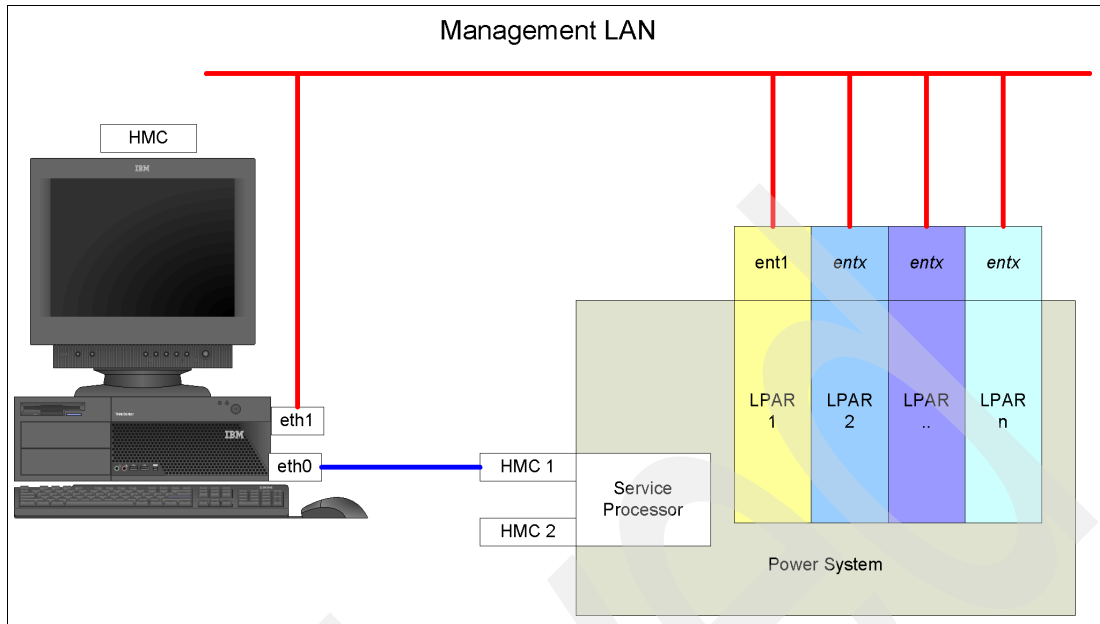 Management LAN
HMC
IBM
ent1
entx
entx
entx
LPAR
1
LPAR
2
LPAR
..
LPAR
n
eth1
IBM
eth0
HMC 1
Service
Processor
HMC 2
Power System